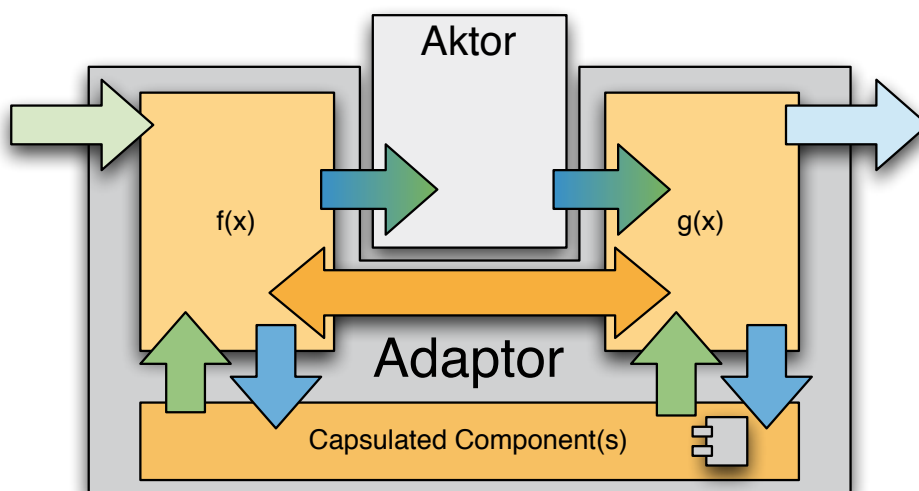 Aktor
f(x)
g(x)
Adaptor
Capsulated Component(s)